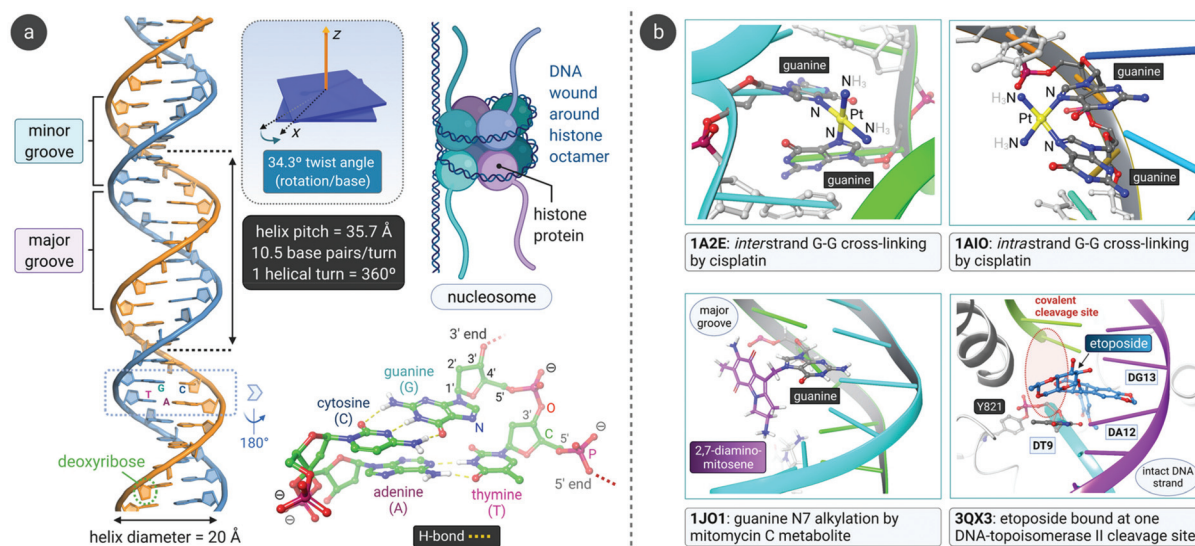 a
minor
groove
major
groove
z
x
34.3º twist angle
(rotation/base)
helix pitch = 35.7 Å
10.5 base pairs/turn
1 helical turn = 360º
DNA
wound
around
histone
octamer
histone
protein
nucleosome
G C
T A
180º
deoxyribose
helix diameter = 20 Å
3' end
guanine
(G)
cytosine
(C)
2' 3'
1' 4'
5'
N
O
3'
C
5'
P
5' end
adenine
(A)
thymine
(T)
⊖
⊖
⊖
⊖
H-bond
b
guanine
NH₃
N
Pt
N
N
NH₃
guanine
1A2E: interstrand G-G cross-linking
by cisplatin
guanine
H₃N
N
Pt
H₃N
N
guanine
1AIO: intrastrand G-G cross-linking
by cisplatin
major
groove
guanine
2,7-diamino-
mitosene
1JO1: guanine N7 alkylation by
mitomycin C metabolite
covalent
cleavage site
etoposide
DG13
Y821
DA12
DT9
intact DNA
strand
3QX3: etoposide bound at one
DNA-topoisomerase II cleavage site